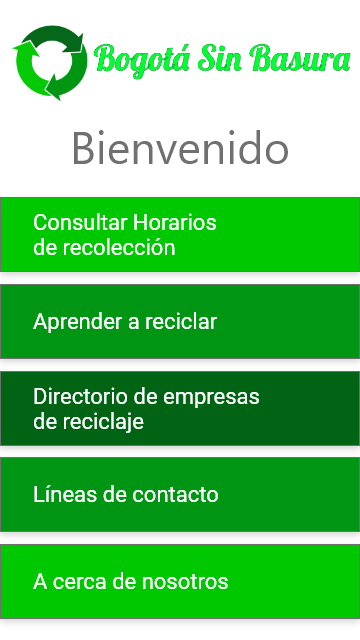 Bogotá Sin Basura
Bienvenido
Consultar Horarios
de recolección
Aprender a reciclar
Directorio de empresas
de reciclaje
Líneas de contacto
A cerca de nosotros